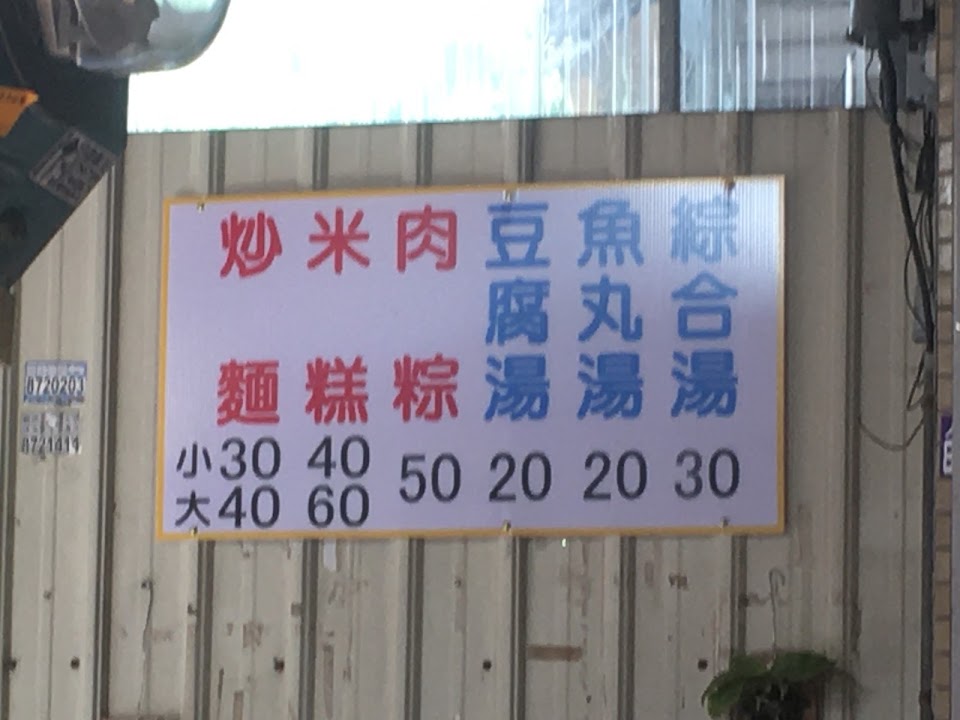 綜合湯 30
魚丸湯 20
豆腐湯 20
肉粽 50
米糕 40 60
炒麵 小30 大40
8720203